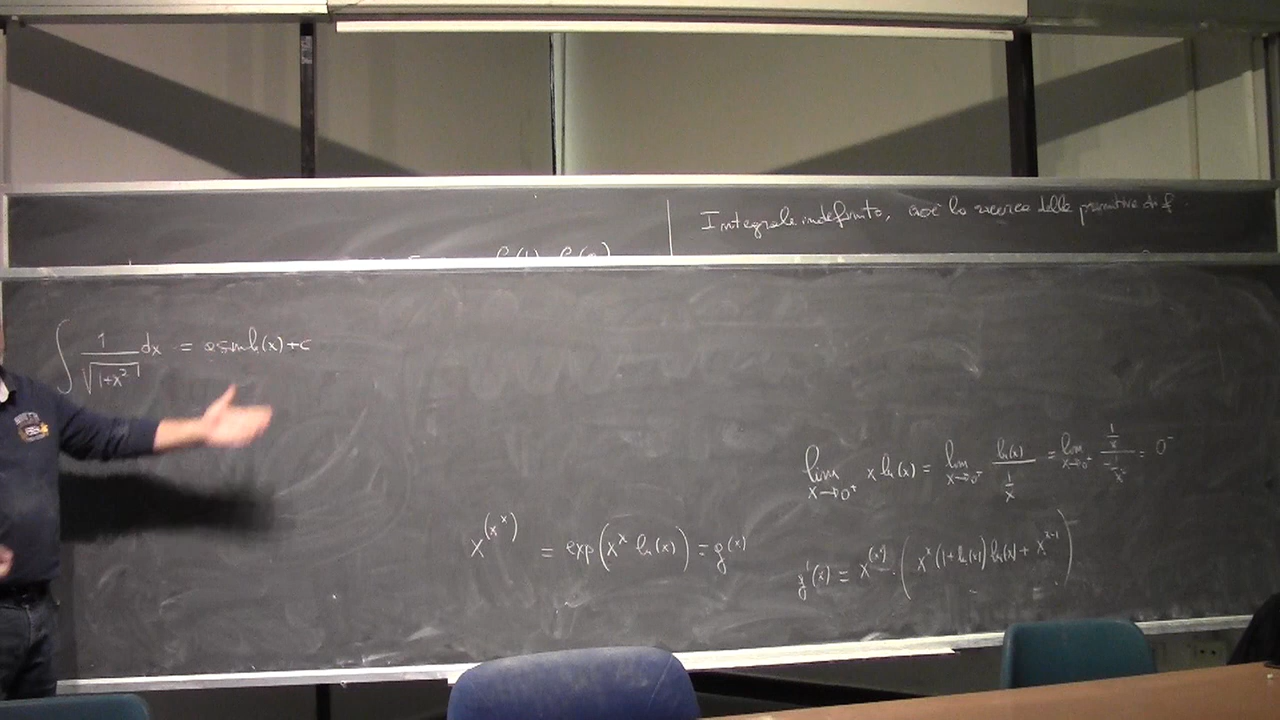 Integrale indefinito, cioè la ricerca delle primitive di f
∫ 1/√(1+x²) dx = asinh(x)+c
lim x→0⁺ x ln(x) = lim x→0⁺ ln(x)/(1/x) = lim x→0⁺ (1/x)/(-1/x²) = 0⁻
x^(x^x) = exp(x^x ln(x)) = g(x)
g'(x) = x^(x^x) · (x^x (1+ln(x)) ln(x) + x^(x-1))